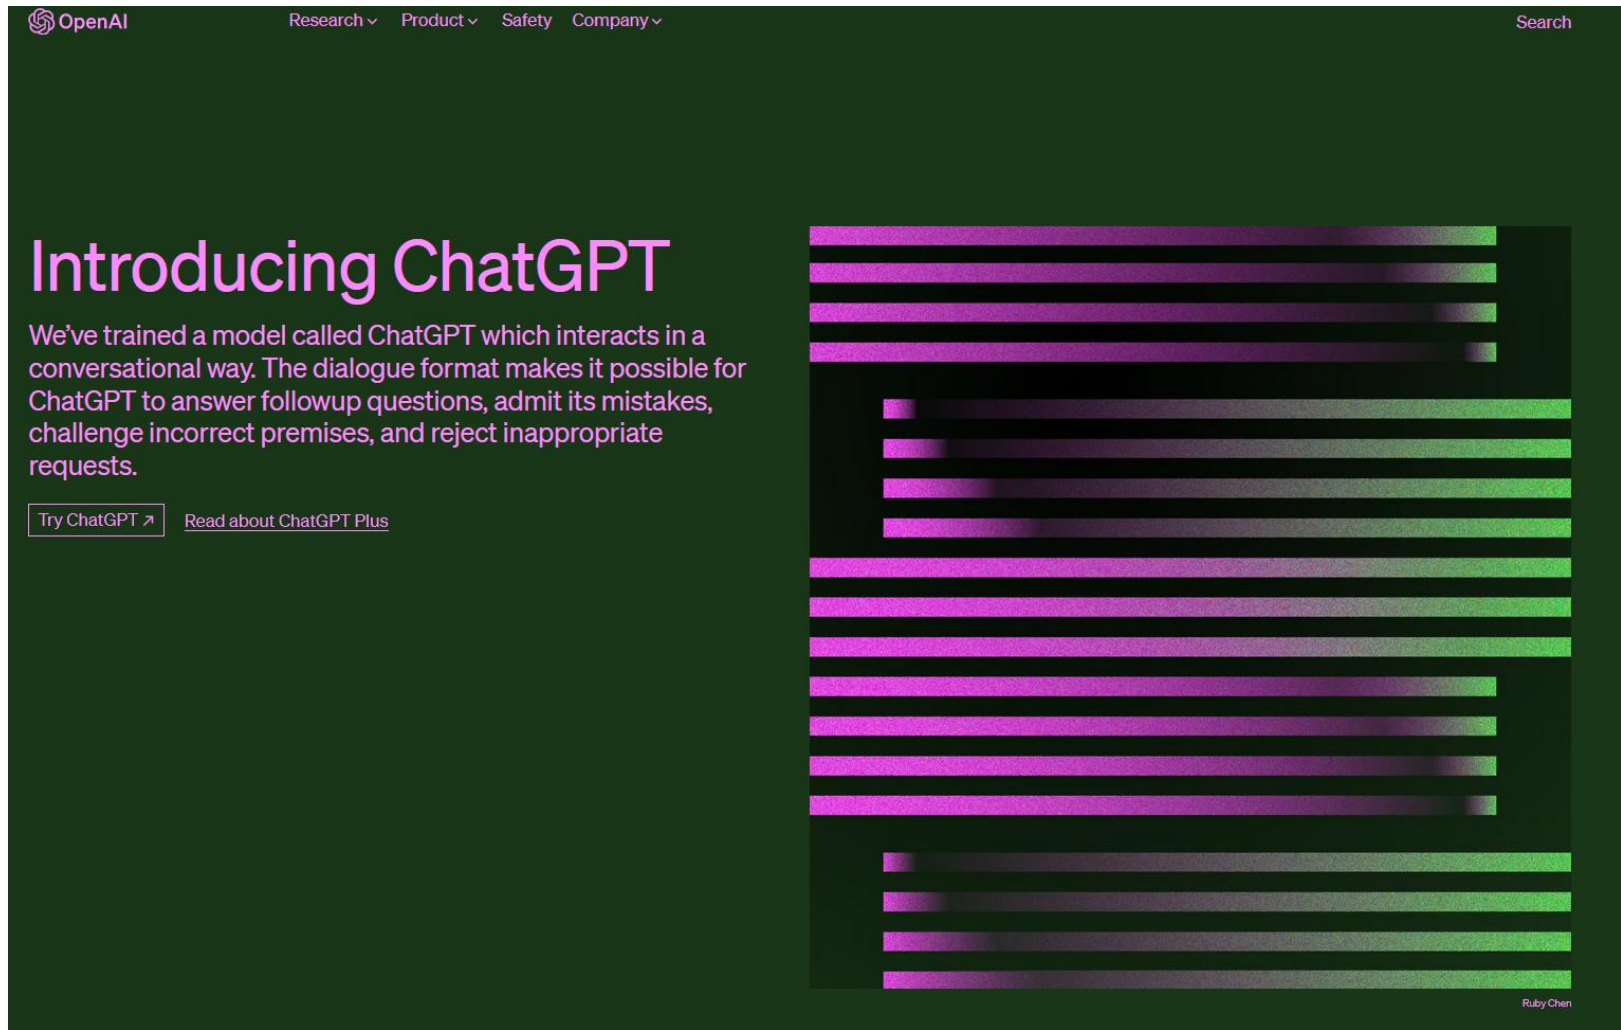 OpenAI
Research
Product
Safety
Company
Search
Introducing ChatGPT
We’ve trained a model called ChatGPT which interacts in a
conversational way. The dialogue format makes it possible for
ChatGPT to answer followup questions, admit its mistakes,
challenge incorrect premises, and reject inappropriate
requests.
Try ChatGPT ↗
Read about ChatGPT Plus
Ruby Chen